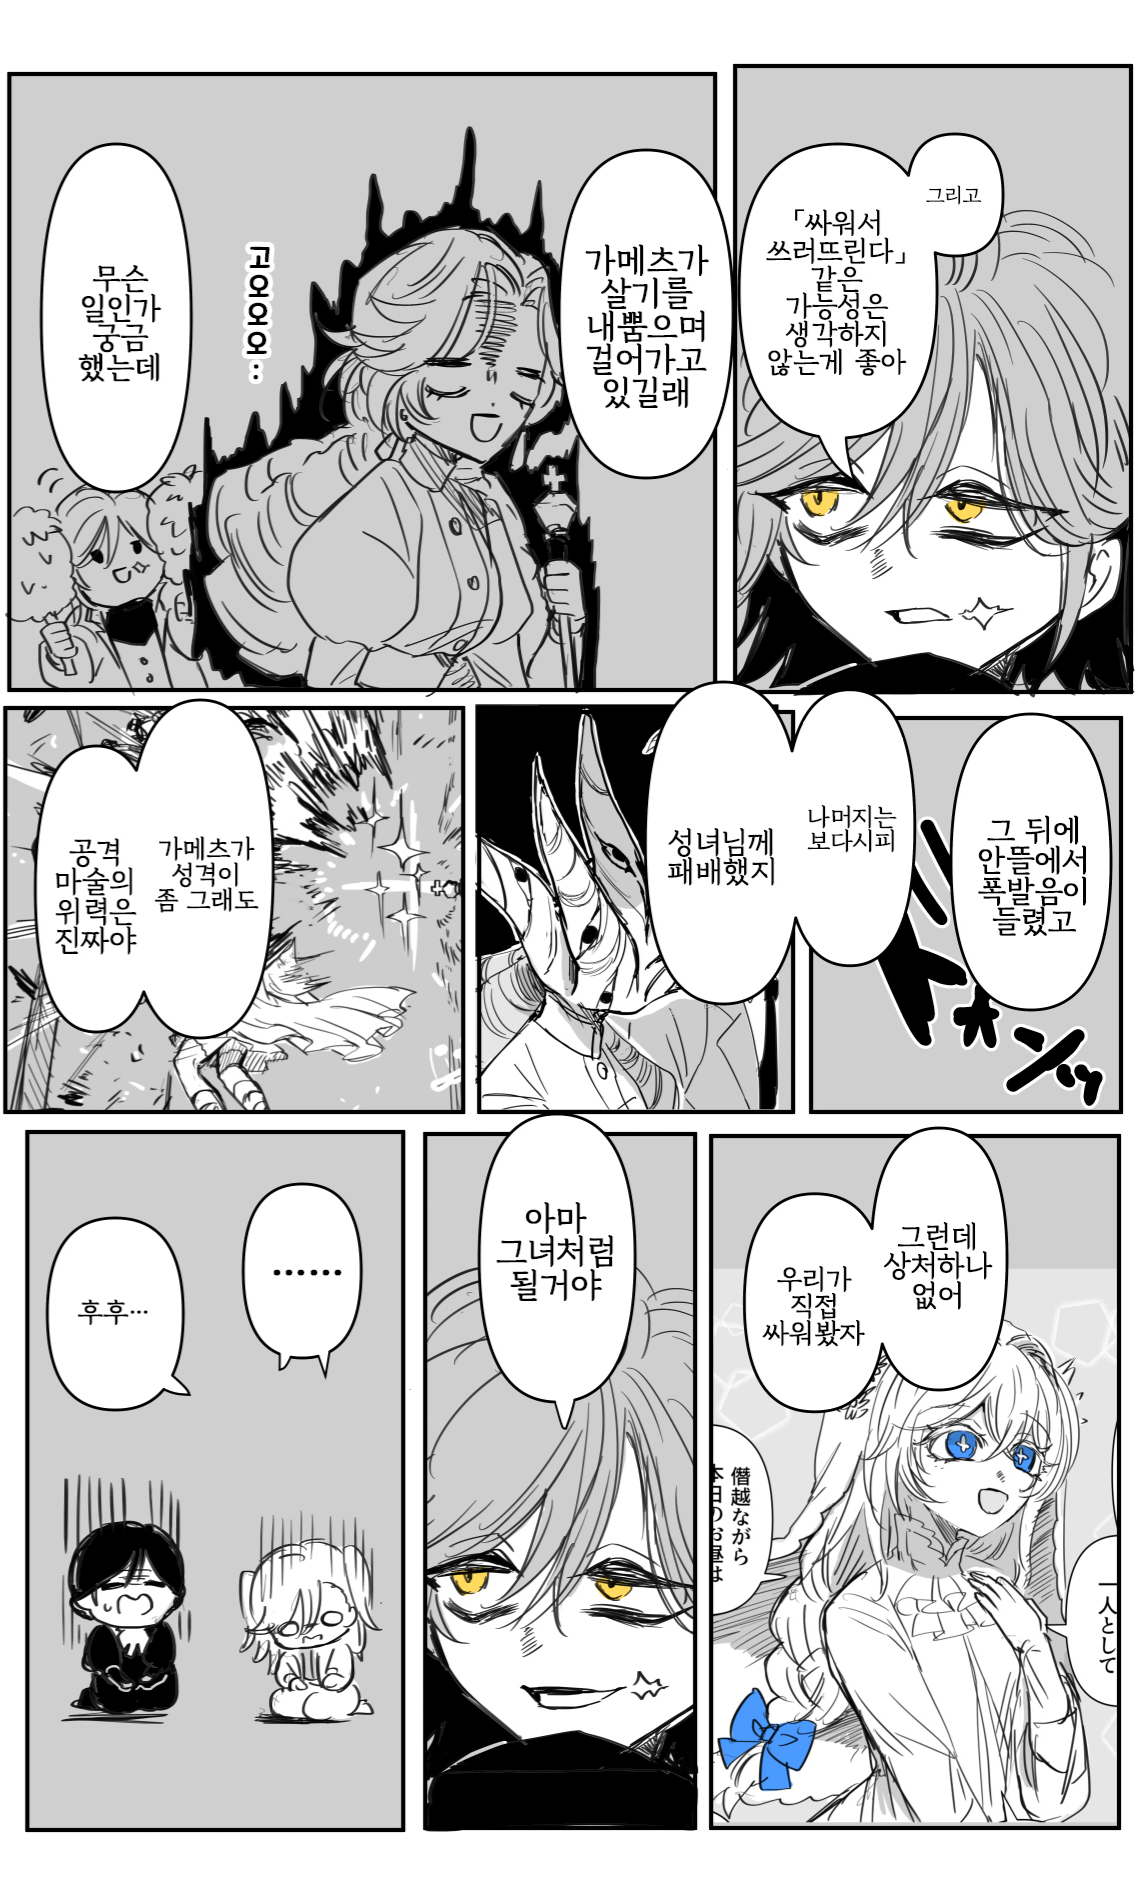 그리고
「싸워서
쓰러뜨린다」
같은
가능성은
생각하지
않는게 좋아
가메츠가
살기를
내뿜으며
걸어가고
있길래
고오오오:
무슨
일인가
궁금
했는데
그 뒤에
안뜰에서
폭발음이
들렸고
ドォンッ
나머지는
보다시피
성녀님께
패배했지
가메츠가
성격이
좀 그래도
공격
마술의
위력은
진짜야
그런데
상처하나
없어
우리가
직접
싸워봤자
一人として
僭越ながら
本日のお昼は
아마
그녀처럼
될거야
······
후후···